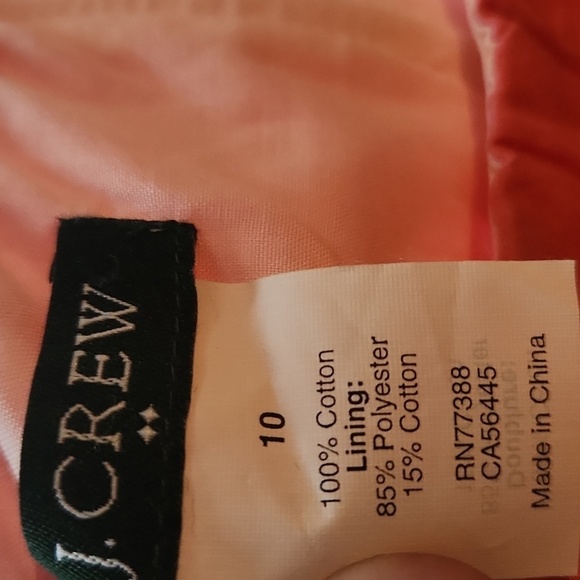 J.CREW
10
100% Cotton
Lining:
85% Polyester
15% Cotton
RN77388
CA56445
Made in China